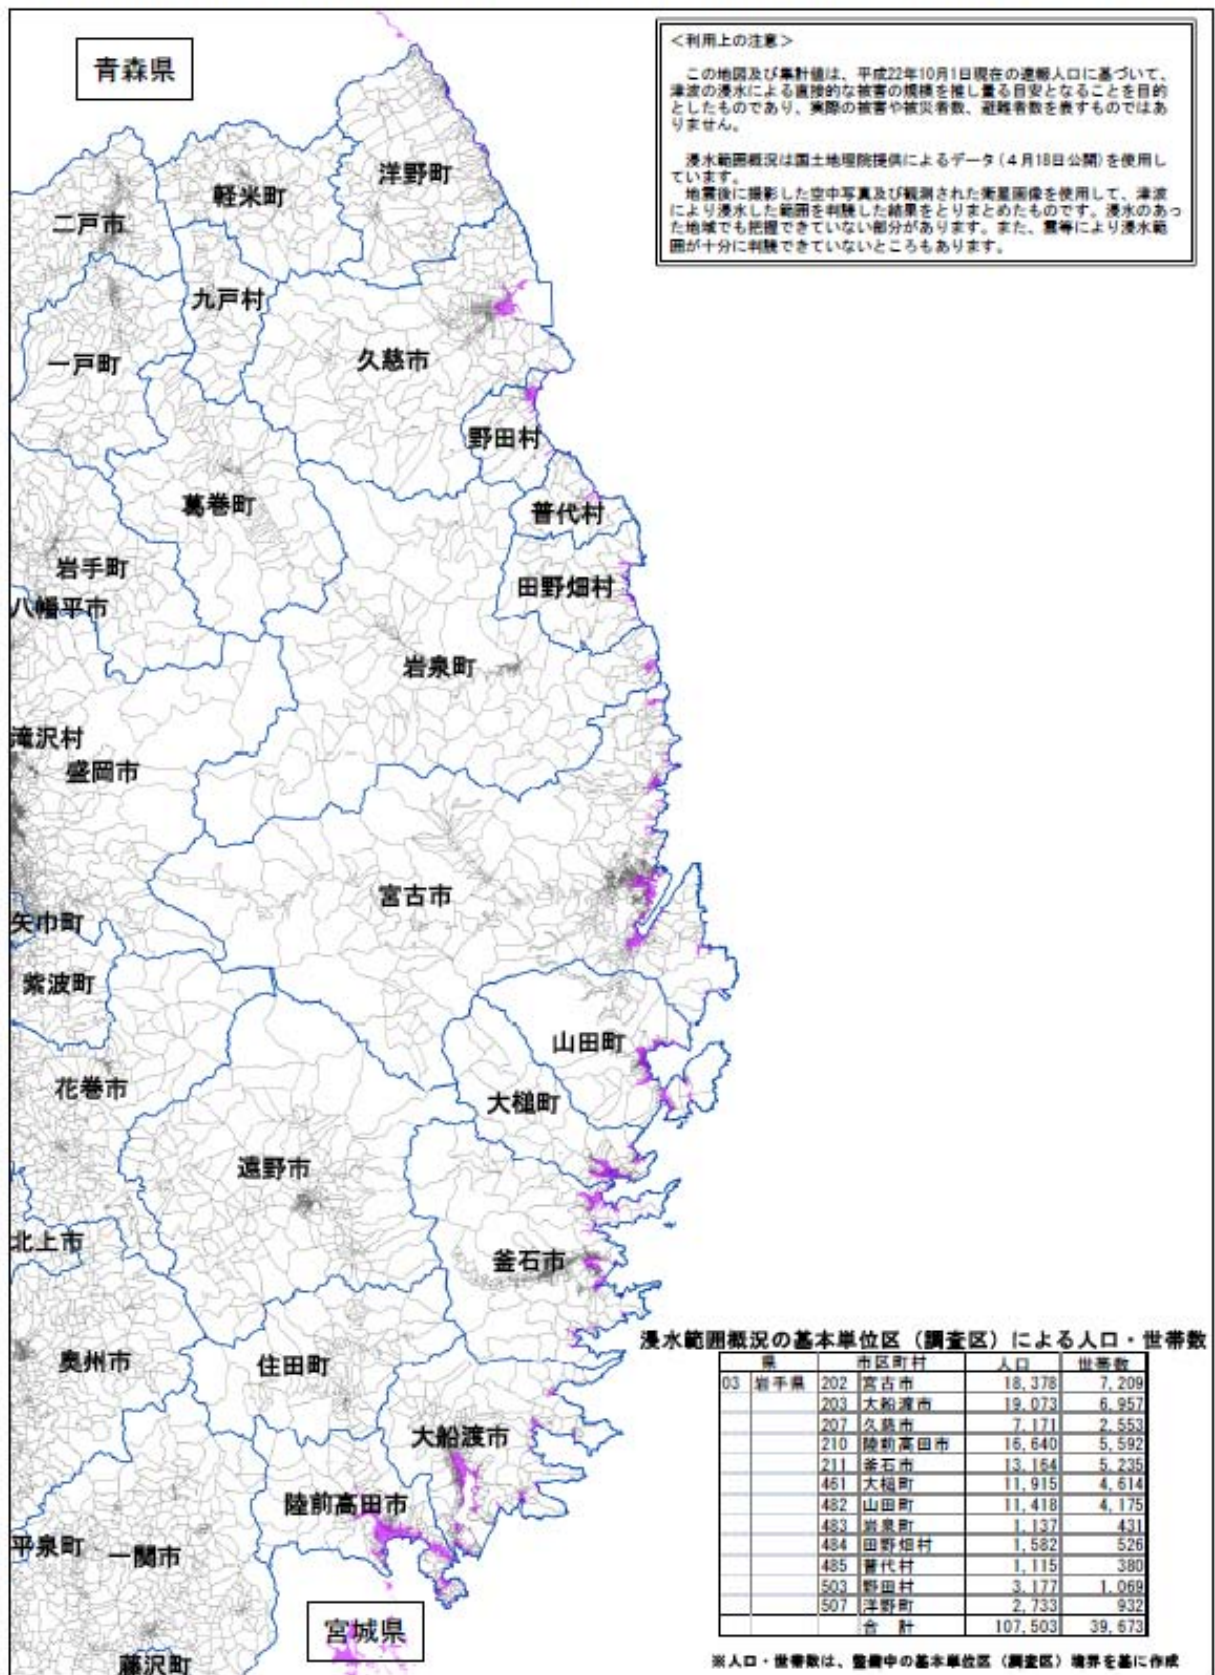 青森県
＜利用上の注意＞
この地図及び集計値は、平成22年10月1日現在の速報人口に基づいて、
津波の浸水による直接的な被害の規模を推し量る目安となることを目的
としたものであり、実際の被害や被災者数、避難者数を表すものではあ
りません。
浸水範囲概況は国土地理院提供によるデータ（４月18日公開）を使用し
ています。
地震後に撮影した空中写真及び観測された衛星画像を使用して、津波
により浸水した範囲を判読した結果をとりまとめたものです。浸水のあっ
た地域でも把握できていない部分があります。また、雲等により浸水範
囲が十分に判読できていないところもあります。
洋野町
軽米町
二戸市
九戸村
一戸町
久慈市
野田村
葛巻町
普代村
岩手町
田野畑村
八幡平市
岩泉町
滝沢村
盛岡市
宮古市
矢巾町
紫波町
山田町
花巻市
大槌町
遠野市
北上市
釜石市
奥州市
住田町
大船渡市
陸前高田市
平泉町
一関市
宮城県
藤沢町
浸水範囲概況の基本単位区（調査区）による人口・世帯数
県 市区町村 人口 世帯数
03 岩手県 202 宮古市 18,378 7,209
203 大船渡市 19,073 6,957
207 久慈市 7,171 2,553
210 陸前高田市 16,640 5,592
211 釜石市 13,164 5,235
461 大槌町 11,915 4,614
482 山田町 11,418 4,175
483 岩泉町 1,137 431
484 田野畑村 1,582 526
485 普代村 1,115 380
503 野田村 3,177 1,069
507 洋野町 2,733 932
合 計 107,503 39,673
※人口・世帯数は、整備中の基本単位区（調査区）境界を基に作成